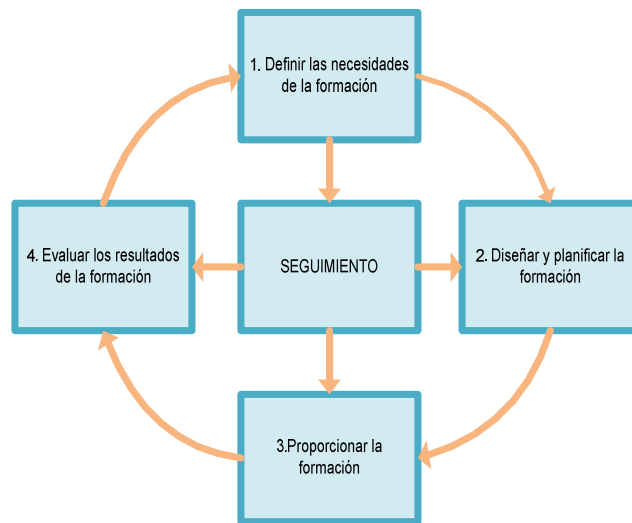 1. Definir las necesidades
de la formación
4. Evaluar los resultados
de la formación
SEGUIMIENTO
2. Diseñar y planificar la
formación
3.Proporcionar la
formación